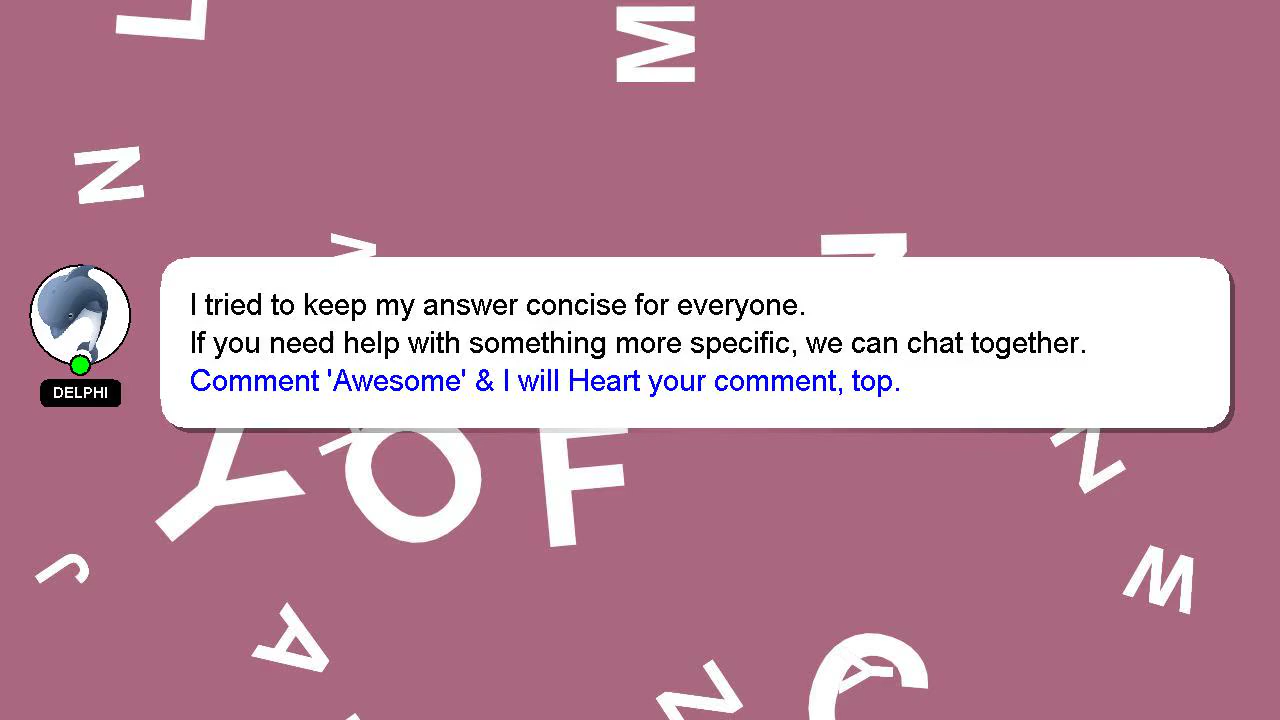 L
M
N
N
I tried to keep my answer concise for everyone.
If you need help with something more specific, we can chat together.
Comment 'Awesome' & I will Heart your comment, top.
DELPHI
Y
O
F
Z
J
W
A
N
C
A